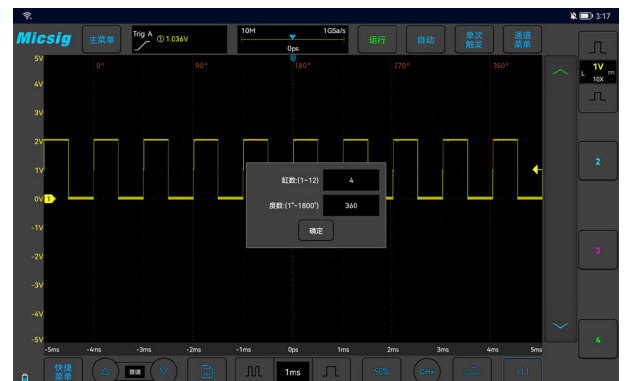 3:17
Micsig
主菜单
Trig A
① 1.036V
10M
1GSa/s
0ps
运行
自动
单次
触发
通道
菜单
5V
0°
90°
180°
270°
360°
L
1V
10X
4V
3V
2V
1V
0V
1
-1V
-2V
-3V
-4V
-5V
缸数:(1~12)
4
度数:(1°~1800°)
360
确定
2
3
4
-5ms
-4ms
-3ms
-2ms
-1ms
0ps
1ms
2ms
3ms
4ms
5ms
快捷
菜单
微调
1ms
50%
CHx